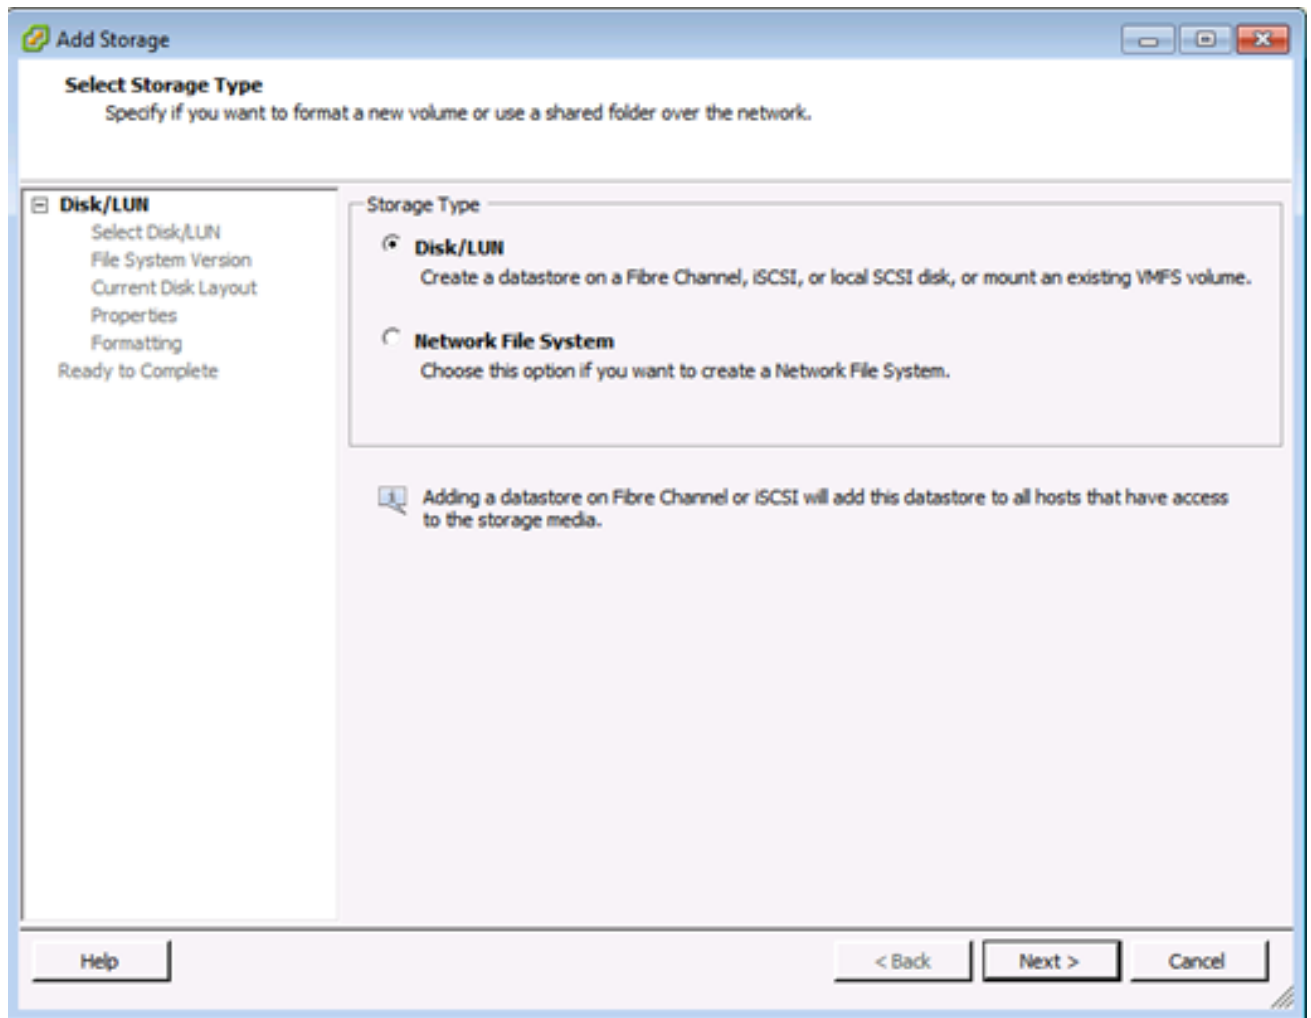 Add Storage
Select Storage Type
Specify if you want to format a new volume or use a shared folder over the network.
Disk/LUN
Select Disk/LUN
File System Version
Current Disk Layout
Properties
Formatting
Ready to Complete
Storage Type
Disk/LUN
Create a datastore on a Fibre Channel, iSCSI, or local SCSI disk, or mount an existing VMFS volume.
Network File System
Choose this option if you want to create a Network File System.
Adding a datastore on Fibre Channel or iSCSI will add this datastore to all hosts that have access
to the storage media.
Help
< Back
Next >
Cancel